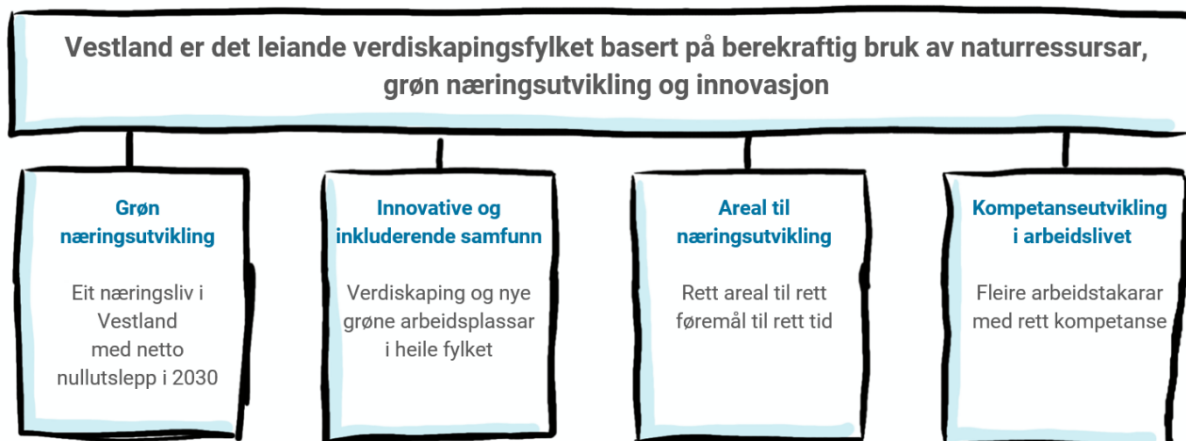 Vestland er det leiande verdiskapingsfylket basert på berekraftig bruk av naturressursar,
grøn næringsutvikling og innovasjon
Grøn
næringsutvikling
Eit næringsliv i
Vestland
med netto
nullutslepp i 2030
Innovative og
inkluderende samfunn
Verdiskaping og nye
grøne arbeidsplassar
i heile fylket
Areal til
næringsutvikling
Rett areal til rett
føremål til rett tid
Kompetanseutvikling
i arbeidslivet
Fleire arbeidstakarar
med rett kompetanse